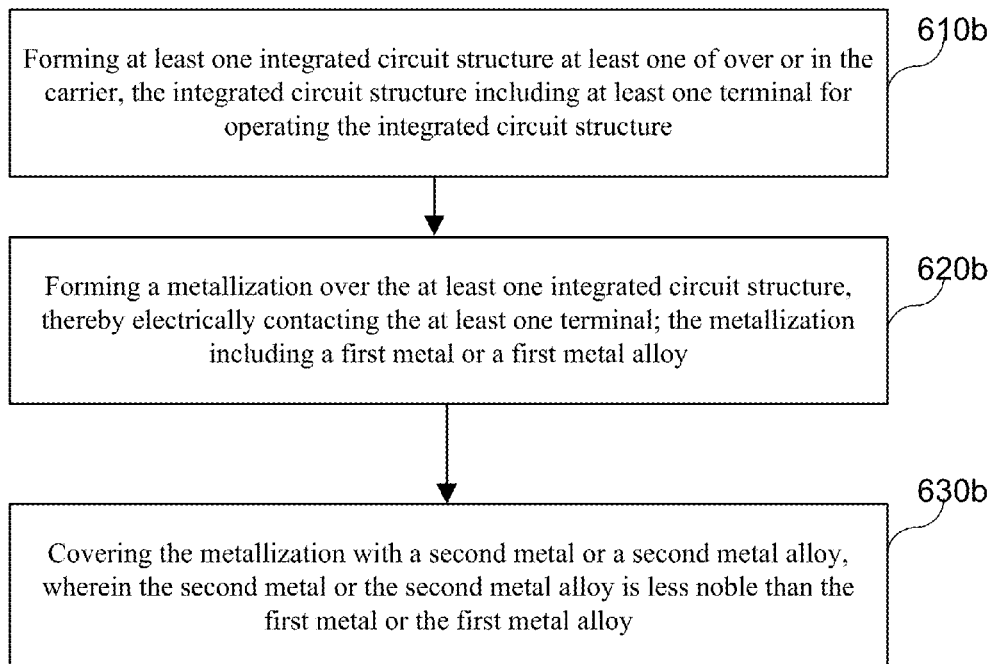 610b
Forming at least one integrated circuit structure at least one of over or in the
carrier, the integrated circuit structure including at least one terminal for
operating the integrated circuit structure
620b
Forming a metallization over the at least one integrated circuit structure,
thereby electrically contacting the at least one terminal; the metallization
including a first metal or a first metal alloy
630b
Covering the metallization with a second metal or a second metal alloy,
wherein the second metal or the second metal alloy is less noble than the
first metal or the first metal alloy